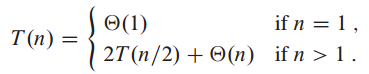 T(n) = { Θ(1) if n = 1 ,
2T(n/2) + Θ(n) if n > 1 .